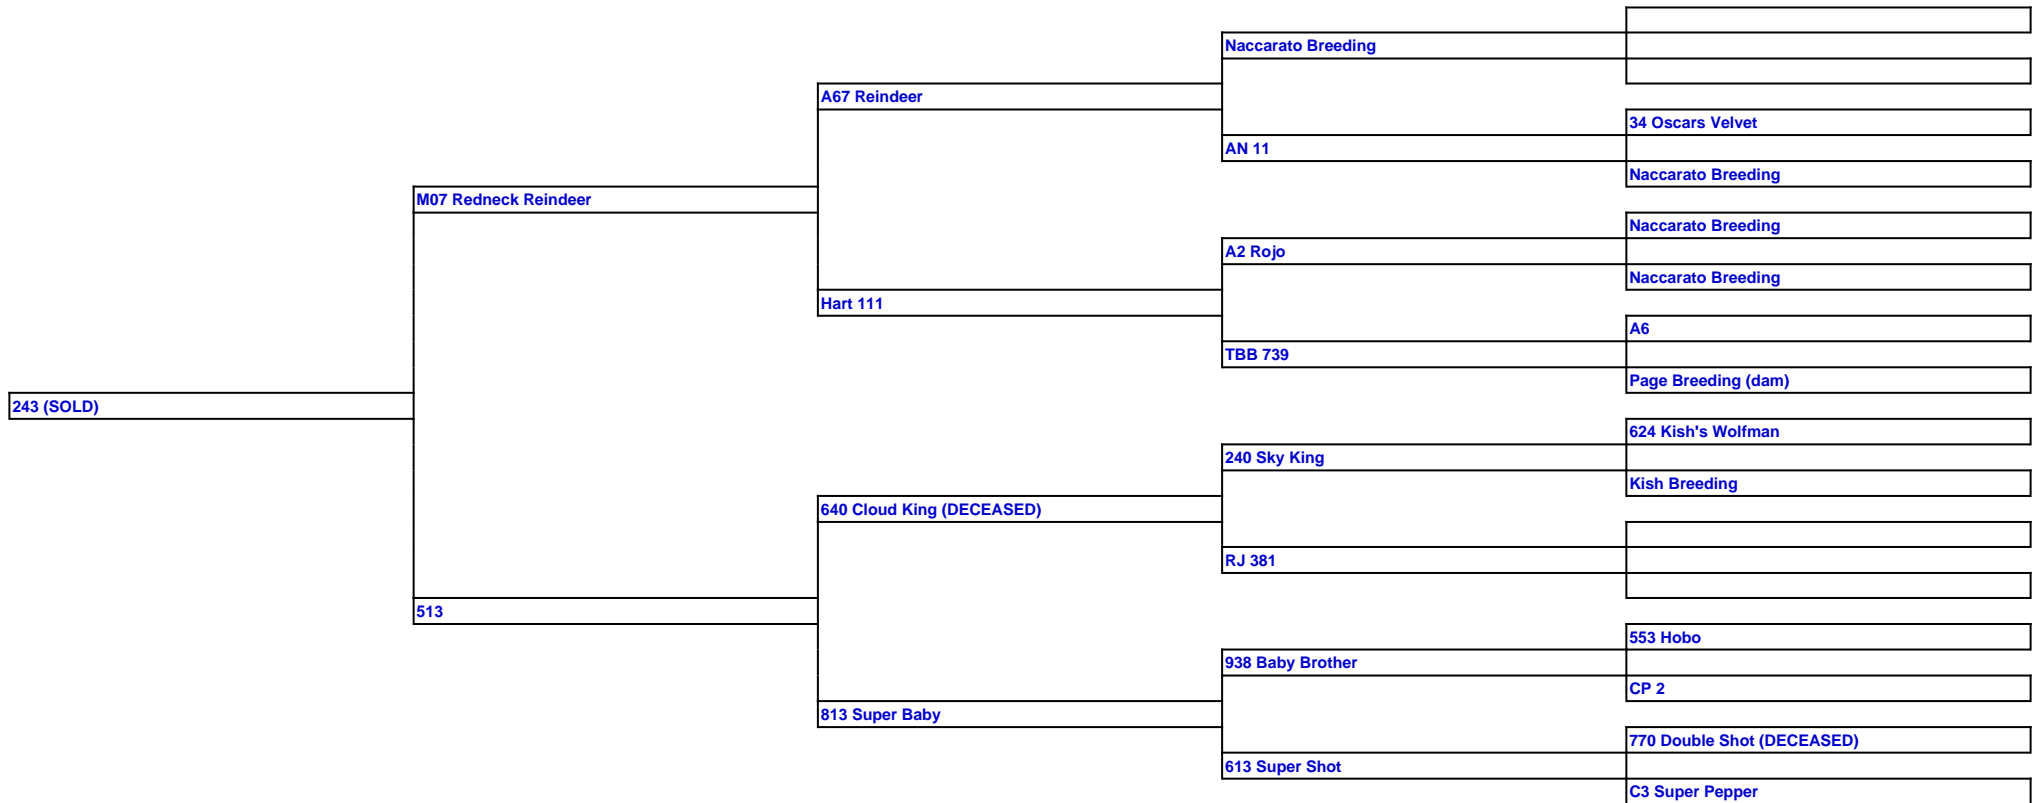 Naccarato Breeding
A67 Reindeer
34 Oscars Velvet
AN 11
Naccarato Breeding
M07 Redneck Reindeer
Naccarato Breeding
A2 Rojo
Naccarato Breeding
Hart 111
A6
TBB 739
Page Breeding (dam)
243 (SOLD)
624 Kish's Wolfman
240 Sky King
Kish Breeding
640 Cloud King (DECEASED)
RJ 381
513
553 Hobo
938 Baby Brother
CP 2
813 Super Baby
770 Double Shot (DECEASED)
613 Super Shot
C3 Super Pepper